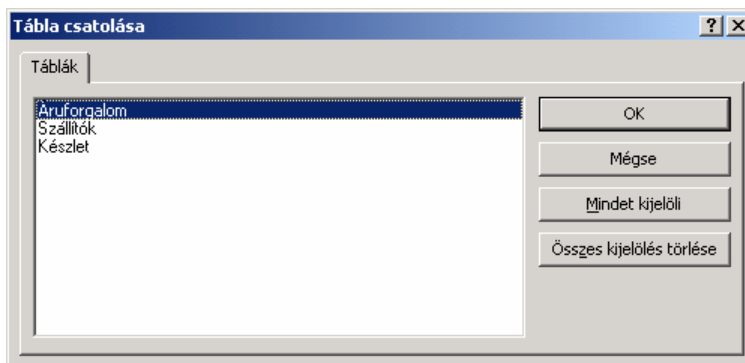 Tábla csatolása
Táblák
Áruforgalom
Szállítók
Készlet
OK
Mégse
Mindet kijelöli
Összes kijelölés törlése